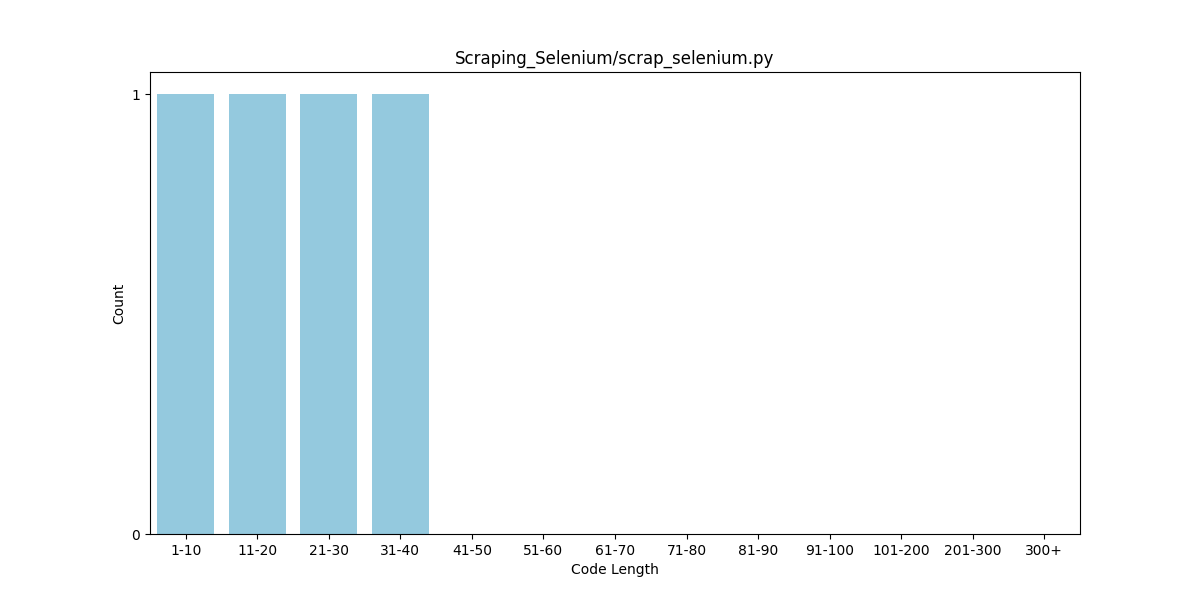 Scraping_Selenium/scrap_selenium.py
1
Count
0
1-10 11-20 21-30 31-40 41-50 51-60 61-70 71-80 81-90 91-100 101-200 201-300 300+
Code Length